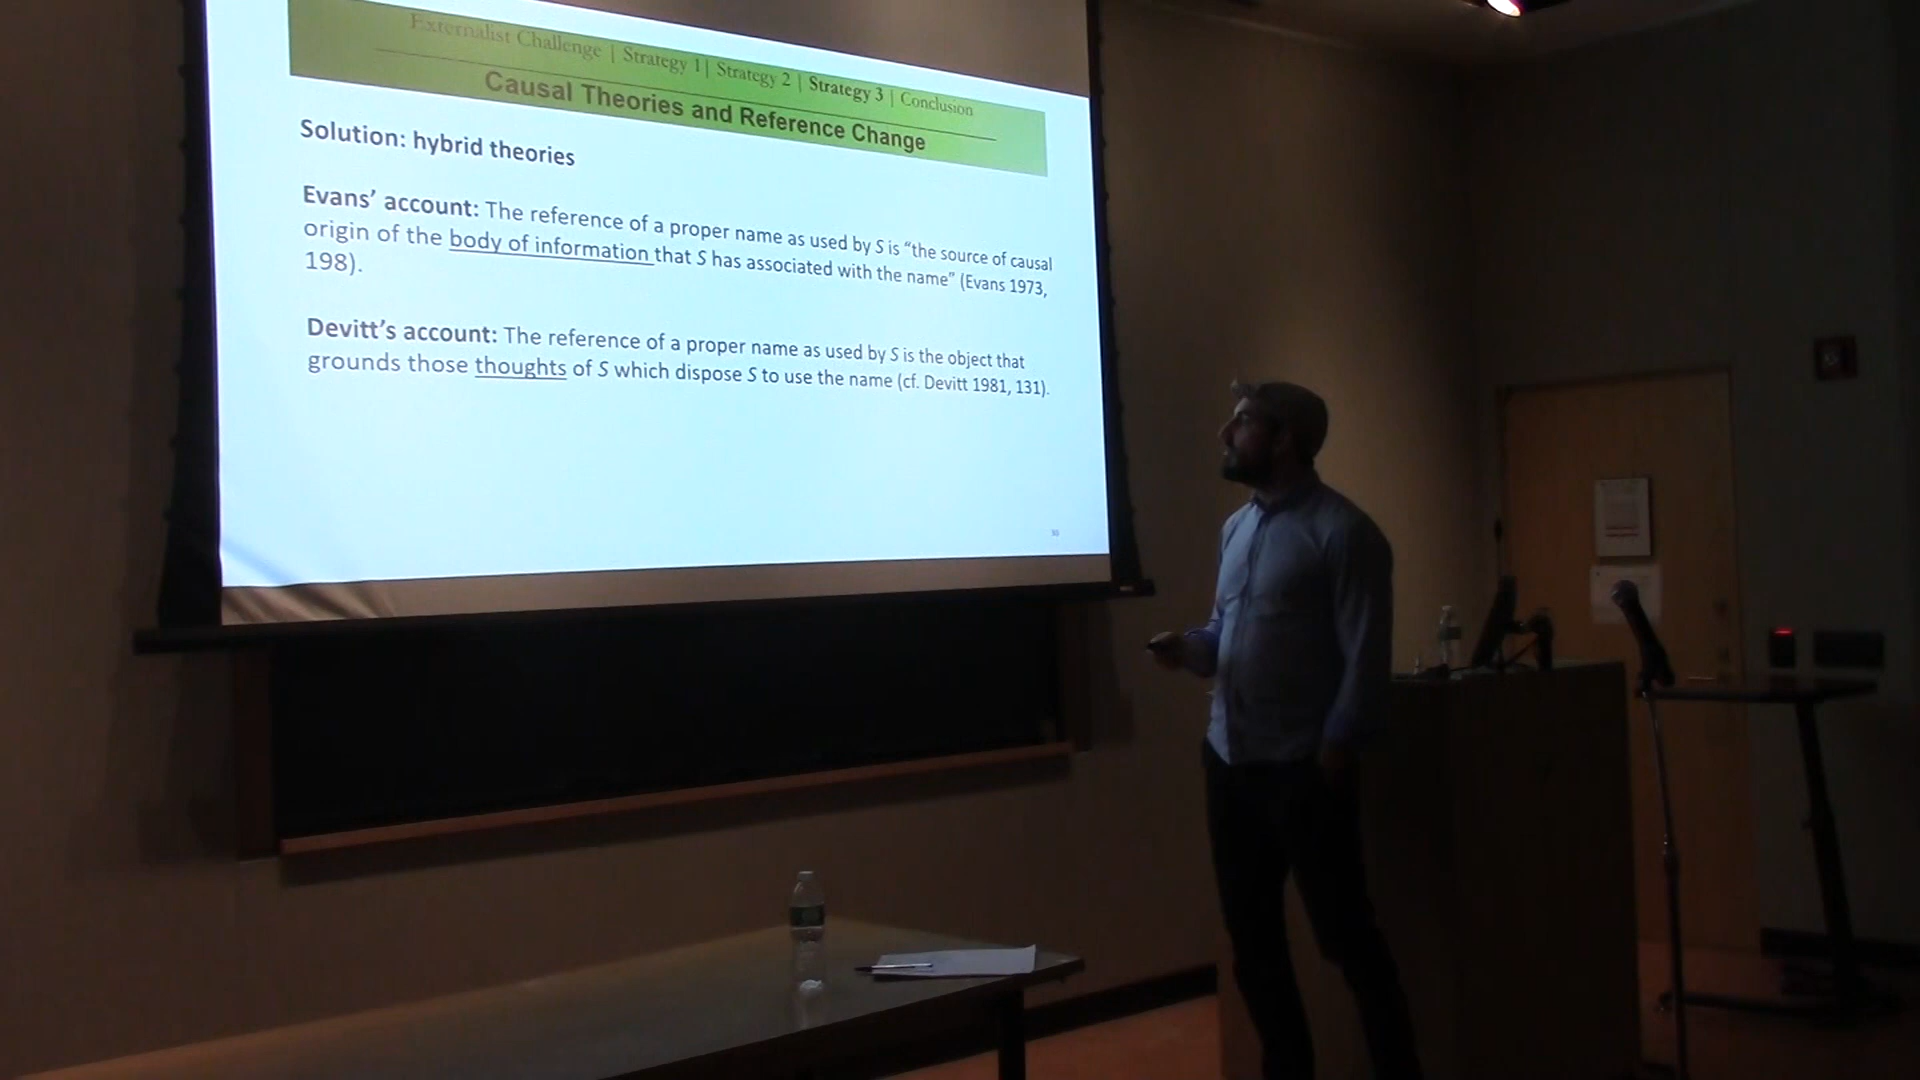 Externalist Challenge | Strategy 1 | Strategy 2 | Strategy 3 | Conclusion
Causal Theories and Reference Change
Solution: hybrid theories
Evans’ account: The reference of a proper name as used by S is “the source of causal
origin of the body of information that S has associated with the name” (Evans 1973,
198).
Devitt’s account: The reference of a proper name as used by S is the object that
grounds those thoughts of S which dispose S to use the name (cf. Devitt 1981, 131).